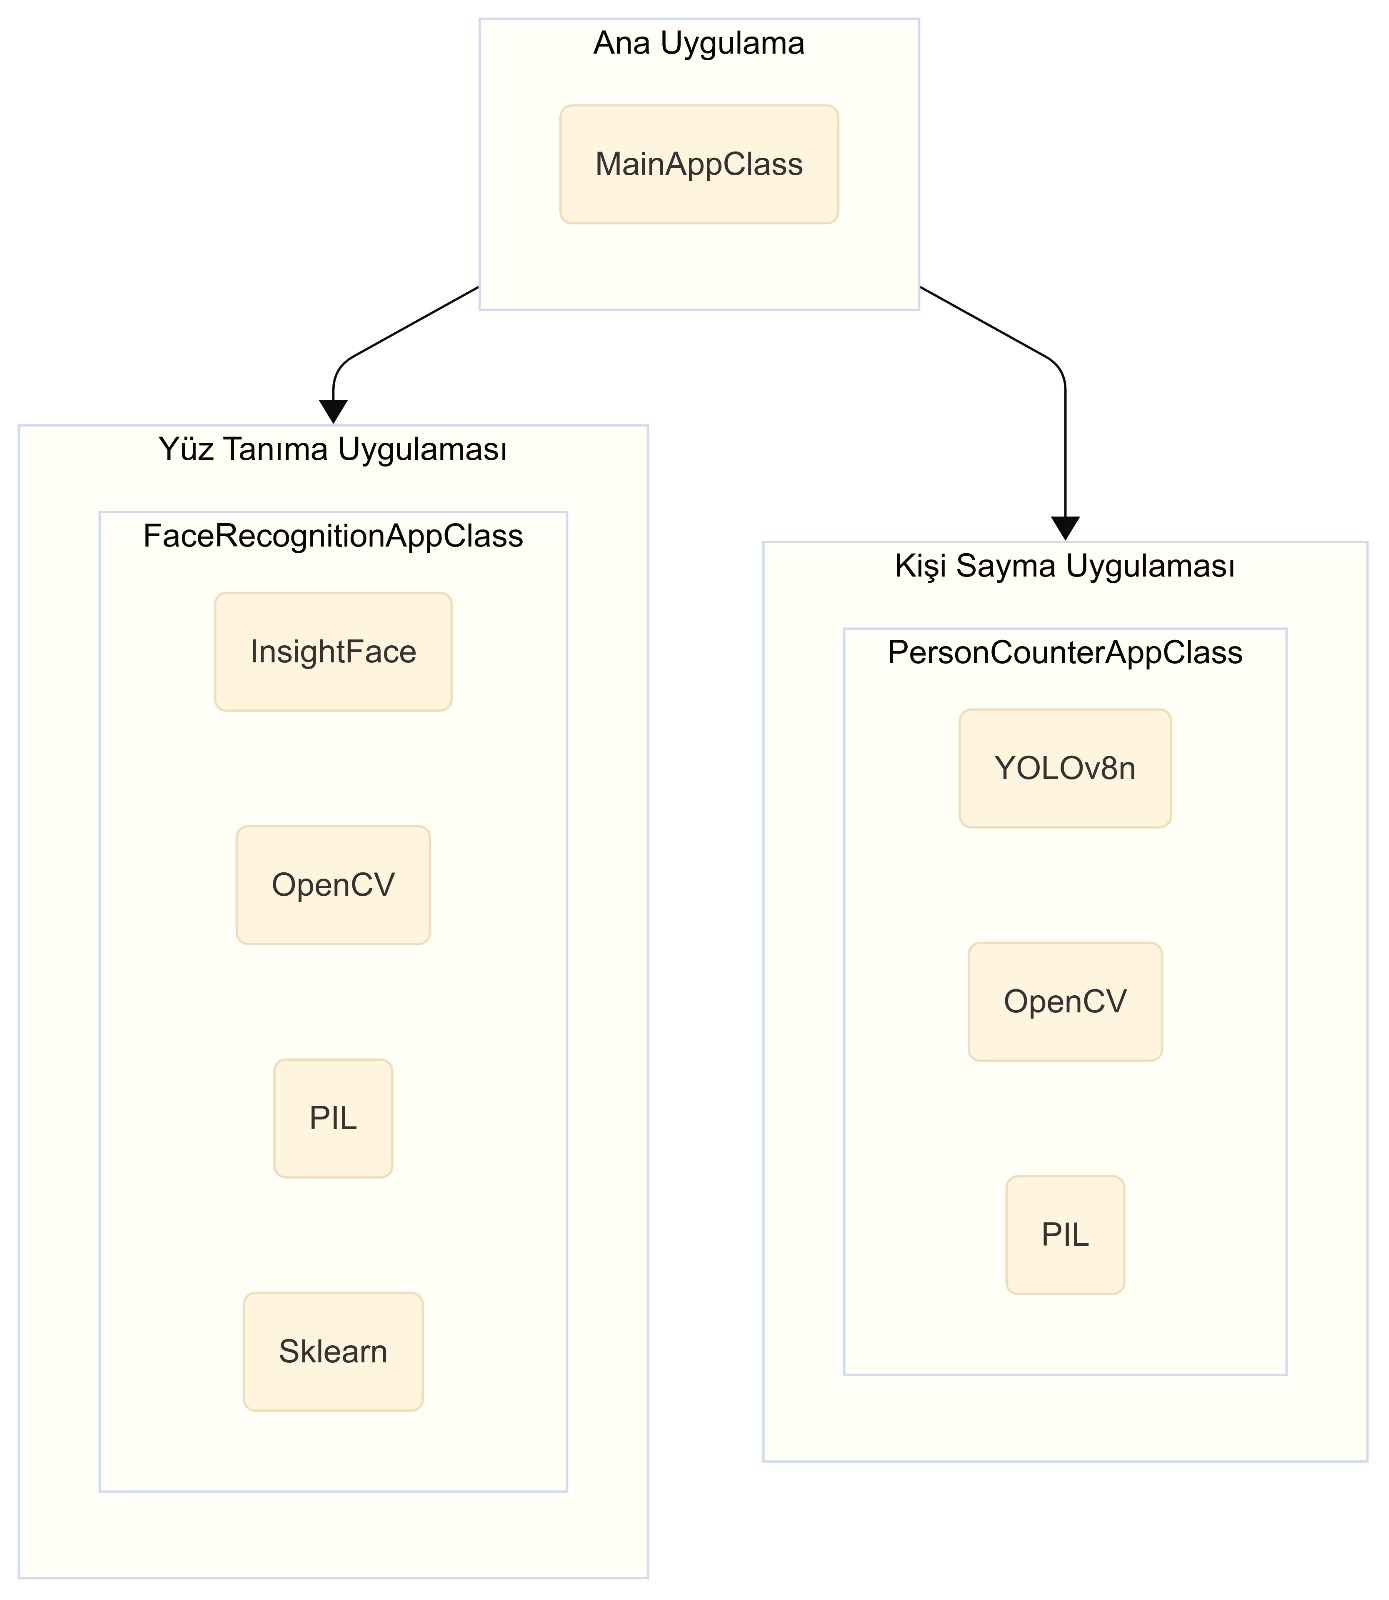 Ana Uygulama
MainAppClass
Yüz Tanıma Uygulaması
FaceRecognitionAppClass
InsightFace
OpenCV
PIL
Sklearn
Kişi Sayma Uygulaması
PersonCounterAppClass
YOLOv8n
OpenCV
PIL